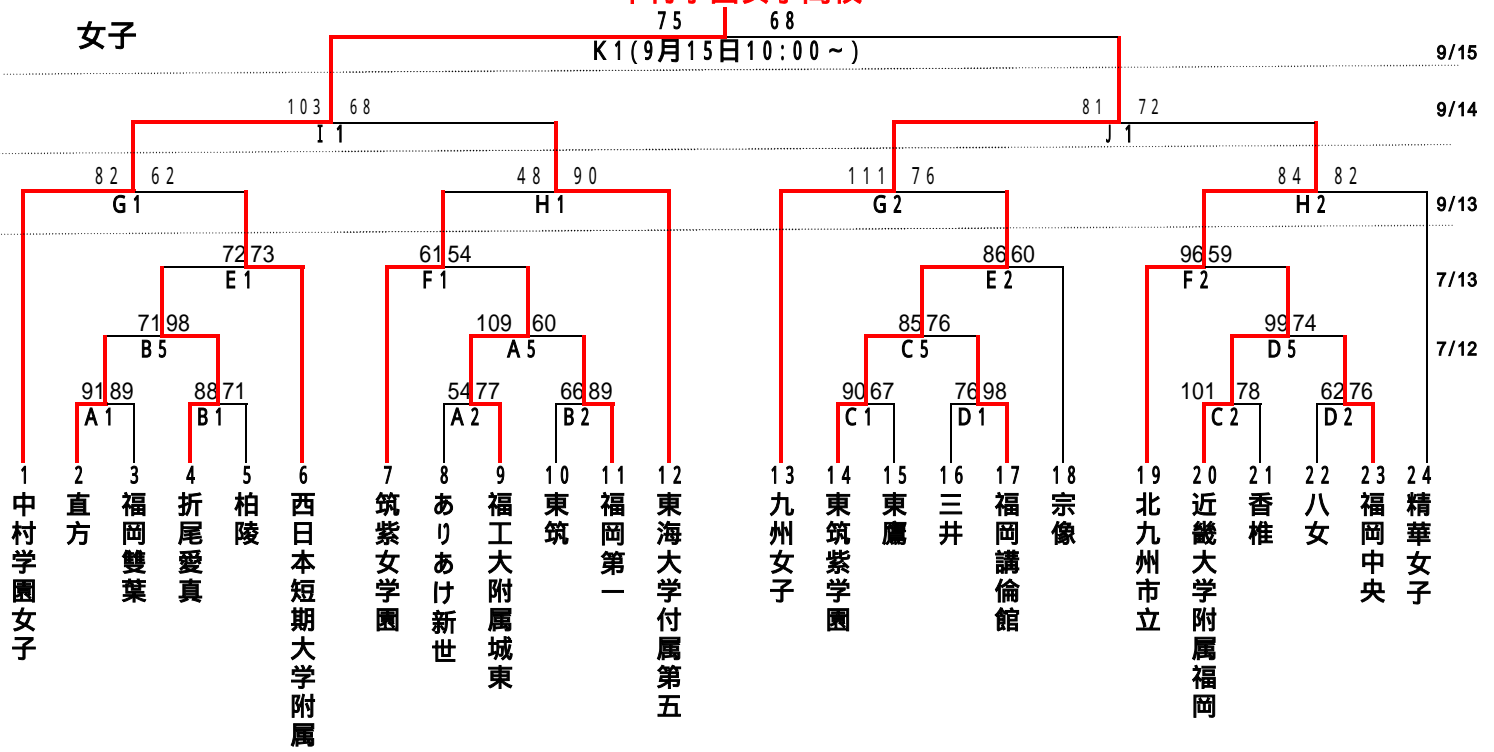 75 68
女子
K1(9月15日10:00~)
9/15
103 68
81 72
9/14
I1
J1
82 62
48 90
111 76
84 82
G1
H1
G2
H2
9/13
72 73
61 54
86 60
96 59
E1
F1
E2
F2
7/13
71 98
109 60
85 76
99 74
B5
A5
C5
D5
7/12
91 89
88 71
54 77
66 89
90 67
76 98
101 78
62 76
A1
B1
A2
B2
C1
D1
C2
D2
1 2 3 4 5 6 7 8 9 10 11 12 13 14 15 16 17 18 19 20 21 22 23 24
中村学園女子
直方
福岡雙葉
折尾愛真
柏陵
西日本短期大学附属
筑紫女学園
ありあけ新世
福工大附属城東
東筑
福岡第一
東海大学付属第五
九州女子
東筑紫学園
東鷹
三井
福岡講倫館
宗像
北九州市立
近畿大学附属福岡
香椎
八女
福岡中央
精華女子